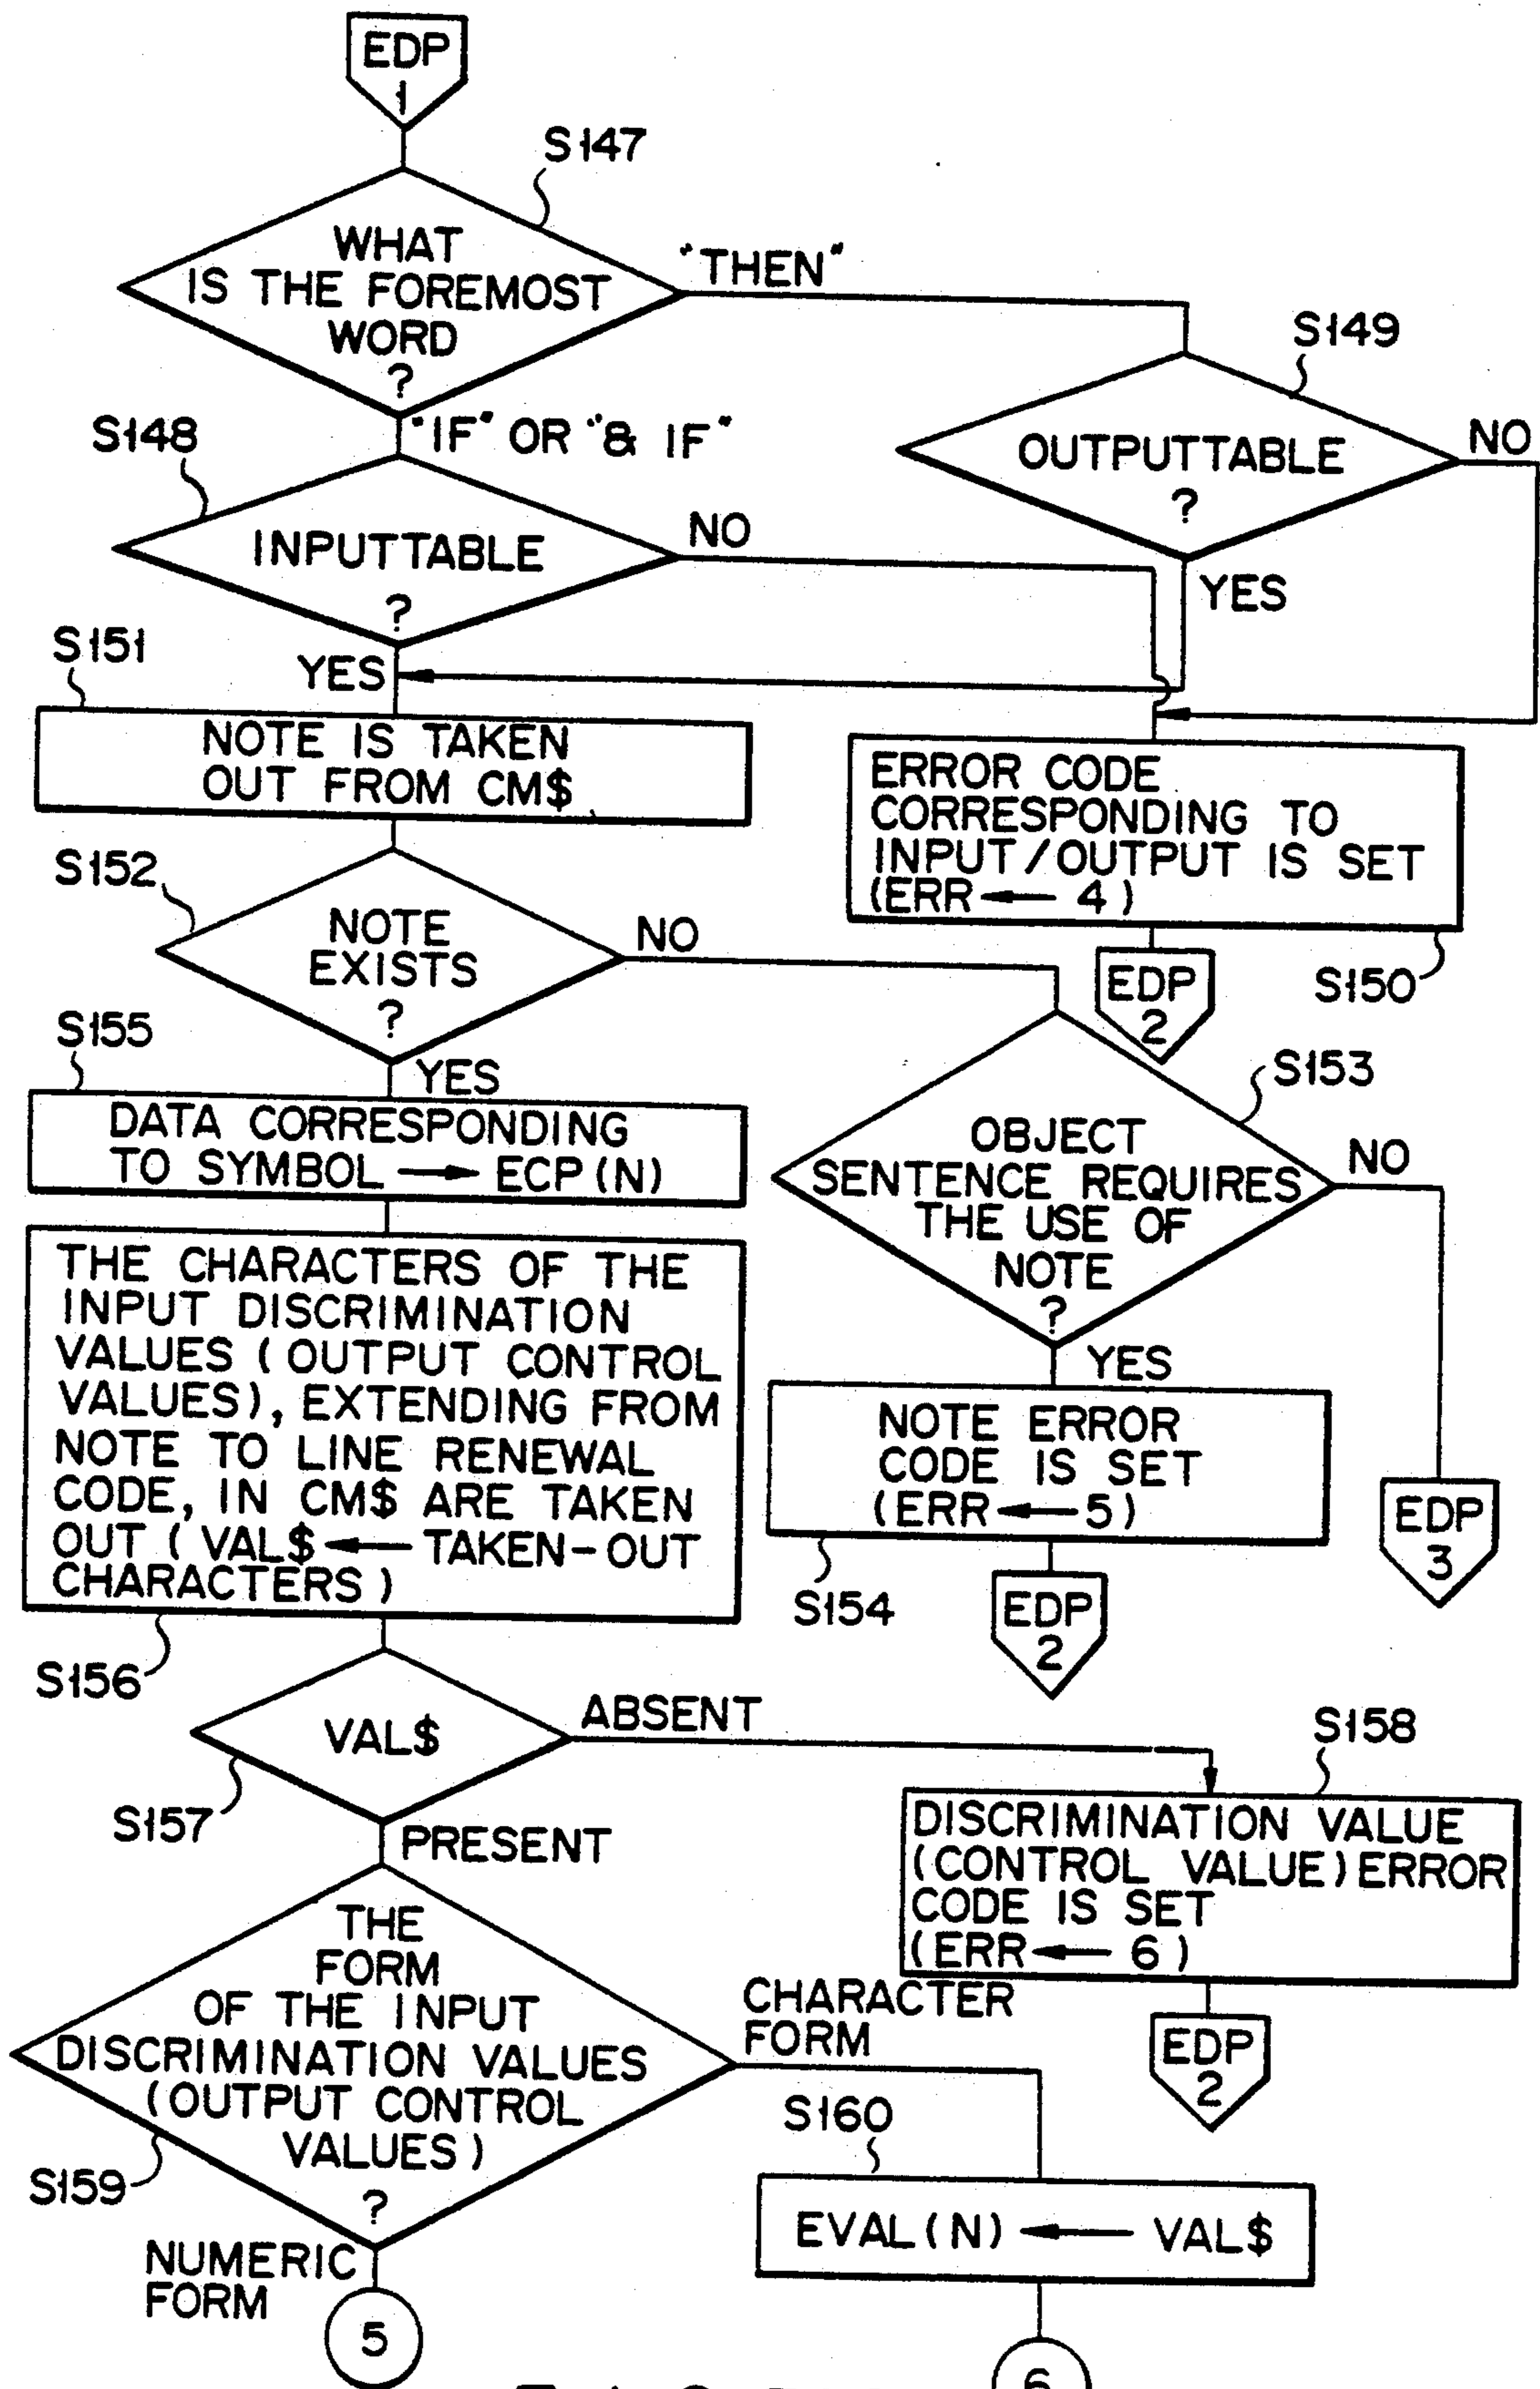 EDP
1
S147
WHAT
IS THE FOREMOST
WORD
?
"THEN"
S149
OUTPUTTABLE
?
NO
YES
"IF" OR "& IF"
S148
INPUTTABLE
?
NO
YES
S151
NOTE IS TAKEN
OUT FROM CM$
ERROR CODE
CORRESPONDING TO
INPUT/OUTPUT IS SET
(ERR ← 4)
S150
EDP
2
S152
NOTE
EXISTS
?
NO
YES
S153
OBJECT
SENTENCE REQUIRES
THE USE OF
NOTE
?
NO
YES
S155
DATA CORRESPONDING
TO SYMBOL → ECP(N)
THE CHARACTERS OF THE
INPUT DISCRIMINATION
VALUES (OUTPUT CONTROL
VALUES), EXTENDING FROM
NOTE TO LINE RENEWAL
CODE, IN CM$ ARE TAKEN
OUT (VAL$ ← TAKEN-OUT
CHARACTERS)
S156
NOTE ERROR
CODE IS SET
(ERR ← 5)
S154
EDP
2
EDP
3
VAL$
S157
ABSENT
PRESENT
S158
DISCRIMINATION VALUE
(CONTROL VALUE) ERROR
CODE IS SET
(ERR ← 6)
EDP
2
THE
FORM
OF THE INPUT
DISCRIMINATION VALUES
(OUTPUT CONTROL
VALUES)
?
S159
CHARACTER
FORM
S160
EVAL(N) ← VAL$
NUMERIC
FORM
5
6